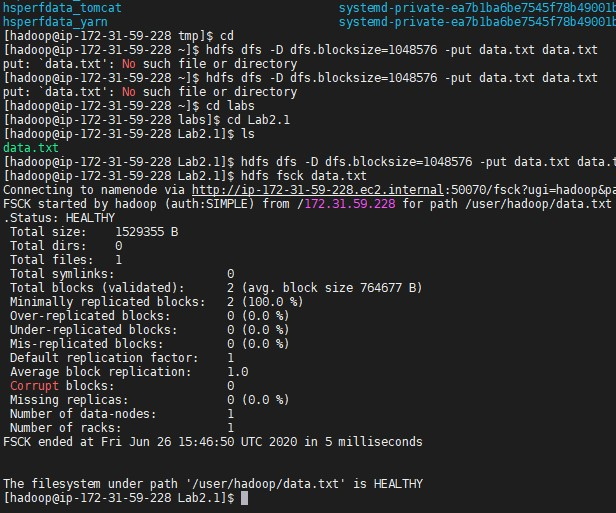 hsperfdata_tomcat systemd-private-ea7b1ba6be7545f78b49001b
hsperfdata_yarn systemd-private-ea7b1ba6be7545f78b49001b
[hadoop@ip-172-31-59-228 tmp]$ cd
[hadoop@ip-172-31-59-228 ~]$ hdfs dfs -D dfs.blocksize=1048576 -put data.txt data.txt
put: `data.txt': No such file or directory
[hadoop@ip-172-31-59-228 ~]$ hdfs dfs -D dfs.blocksize=1048576 -put data.txt data.txt
put: `data.txt': No such file or directory
[hadoop@ip-172-31-59-228 ~]$ cd labs
[hadoop@ip-172-31-59-228 labs]$ cd Lab2.1
[hadoop@ip-172-31-59-228 Lab2.1]$ ls
data.txt
[hadoop@ip-172-31-59-228 Lab2.1]$ hdfs dfs -D dfs.blocksize=1048576 -put data.txt data.t
[hadoop@ip-172-31-59-228 Lab2.1]$ hdfs fsck data.txt
Connecting to namenode via http://ip-172-31-59-228.ec2.internal:50070/fsck?ugi=hadoop&pa
FSCK started by hadoop (auth:SIMPLE) from /172.31.59.228 for path /user/hadoop/data.txt
.Status: HEALTHY
Total size: 1529355 B
Total dirs: 0
Total files: 1
Total symlinks: 0
Total blocks (validated): 2 (avg. block size 764677 B)
Minimally replicated blocks: 2 (100.0 %)
Over-replicated blocks: 0 (0.0 %)
Under-replicated blocks: 0 (0.0 %)
Mis-replicated blocks: 0 (0.0 %)
Default replication factor: 1
Average block replication: 1.0
Corrupt blocks: 0
Missing replicas: 0 (0.0 %)
Number of data-nodes: 1
Number of racks: 1
FSCK ended at Fri Jun 26 15:46:50 UTC 2020 in 5 milliseconds
The filesystem under path '/user/hadoop/data.txt' is HEALTHY
[hadoop@ip-172-31-59-228 Lab2.1]$